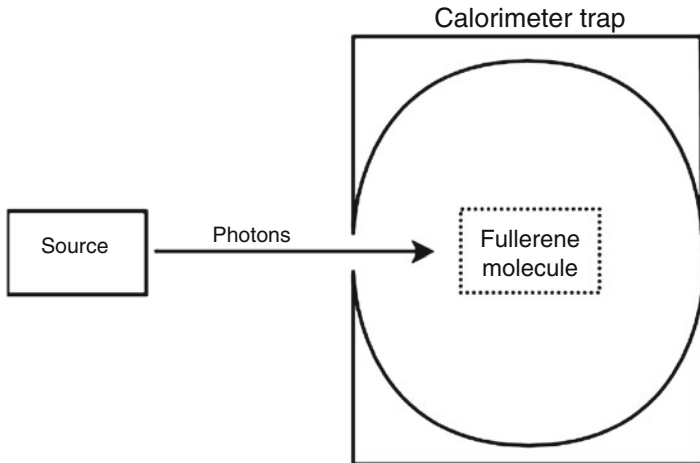 Calorimeter trap
Source
Photons
Fullerene
molecule